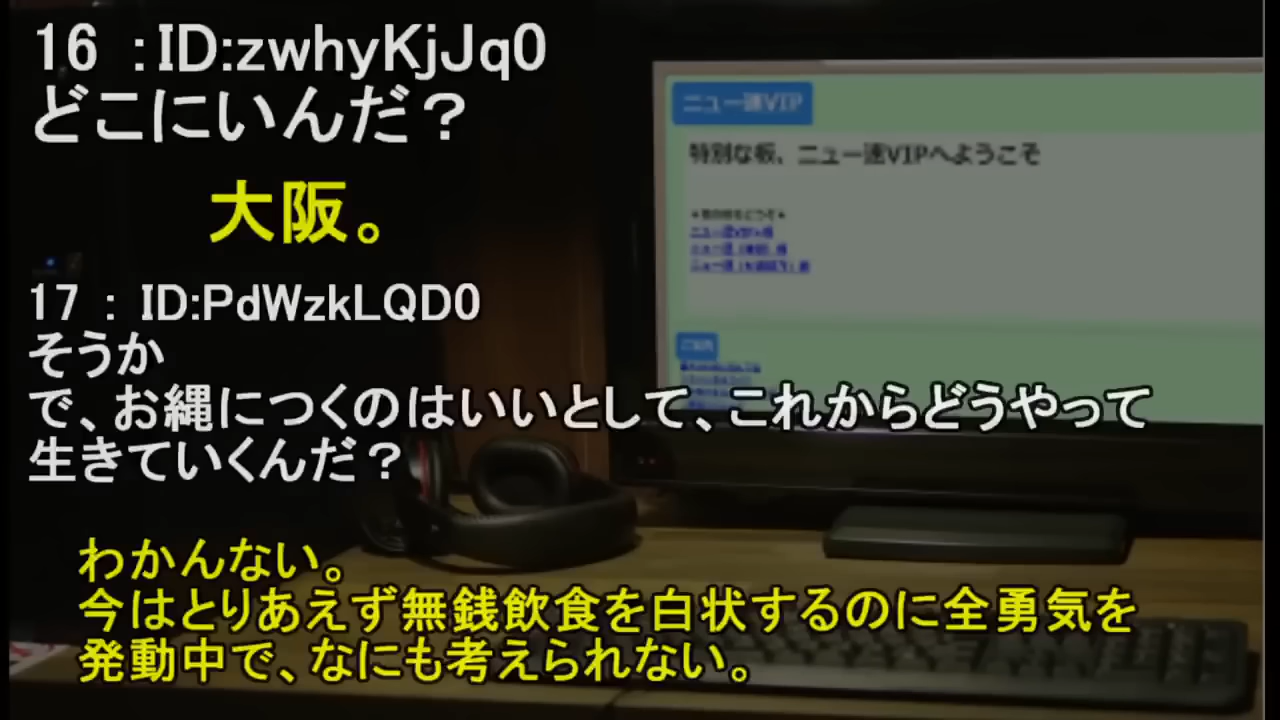 16 :ID:zwhyKjJq0
どこにいんだ？
大阪。
17 : ID:PdWzkLQD0
そうか
で、お縄につくのはいいとして、これからどうやって
生きていくんだ？
わかんない。
今はとりあえず無銭飲食を白状するのに全勇気を
発動中で、なにも考えられない。
ニュー速VIP
特別な板、ニュー速VIPへようこそ